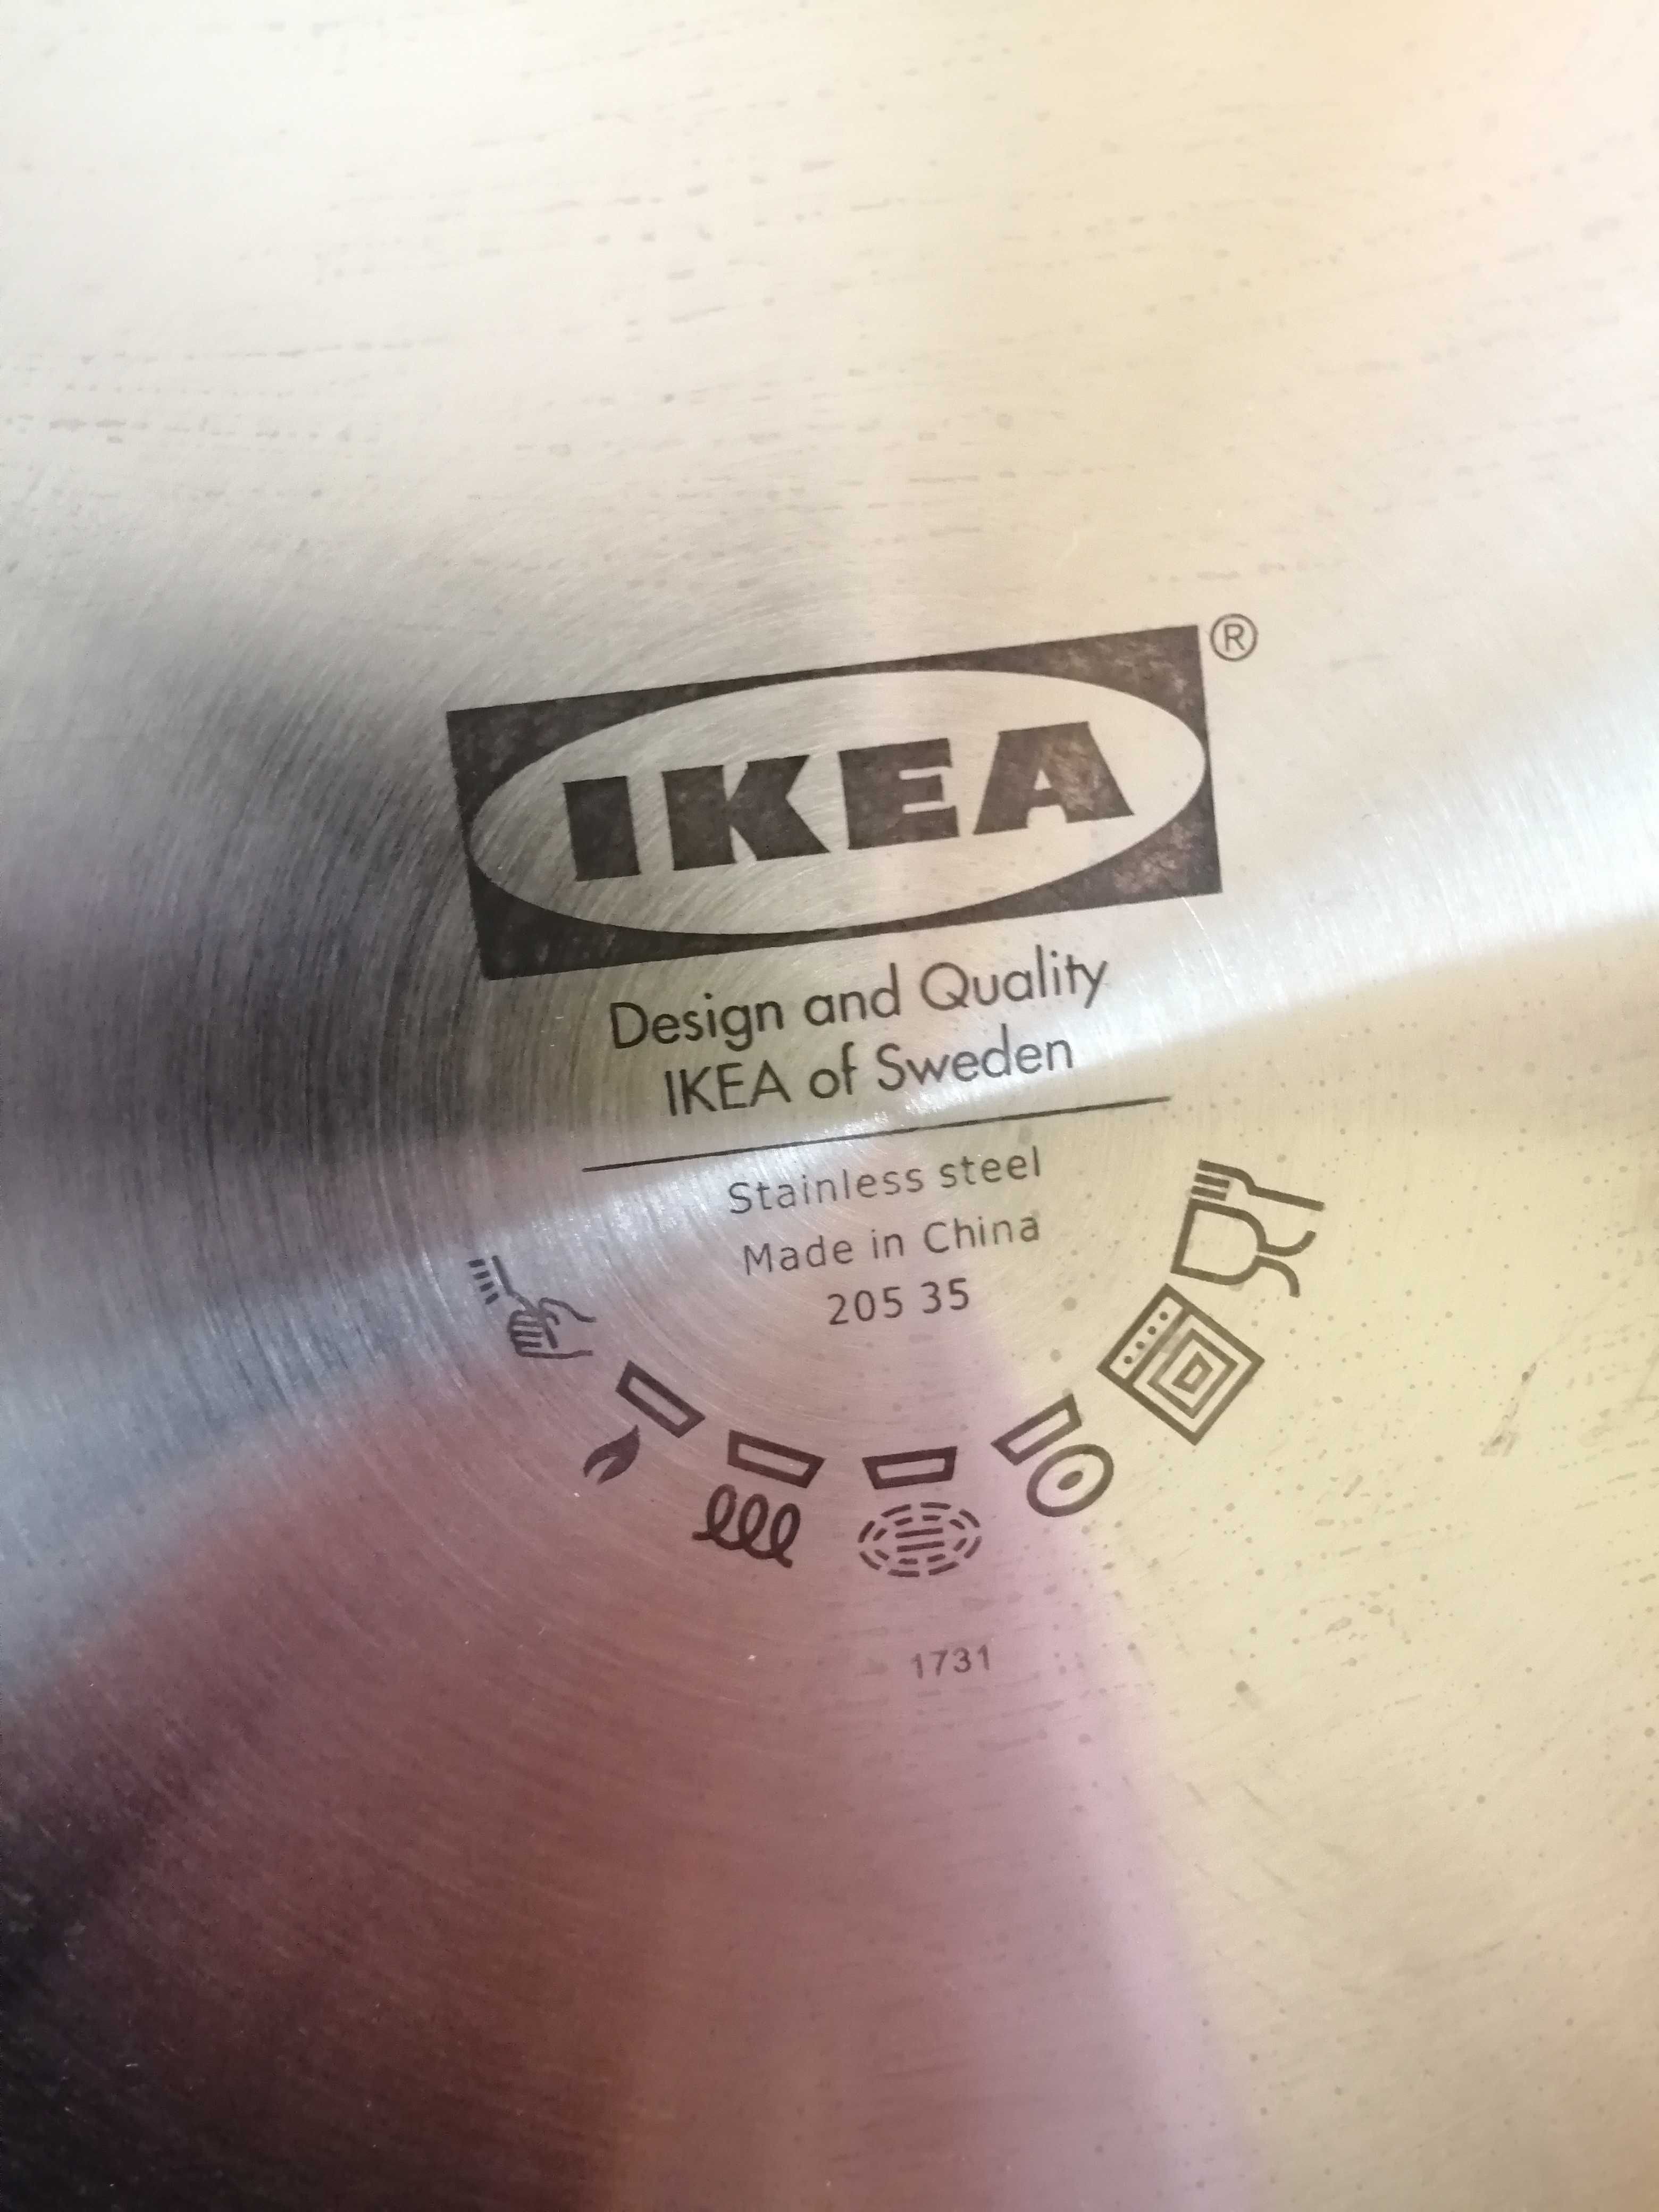 IKEA®
Design and Quality
IKEA of Sweden
Stainless steel
Made in China
205 35
1731